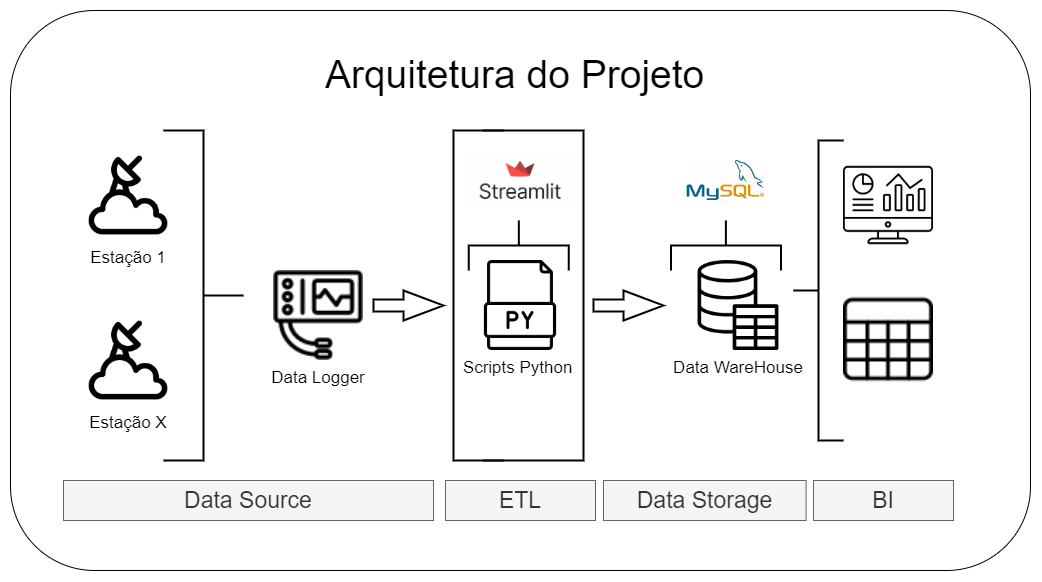 Arquitetura do Projeto
Estação 1
Estação X
Data Logger
Streamlit
PY
Scripts Python
MySQL
Data WareHouse
Data Source
ETL
Data Storage
BI